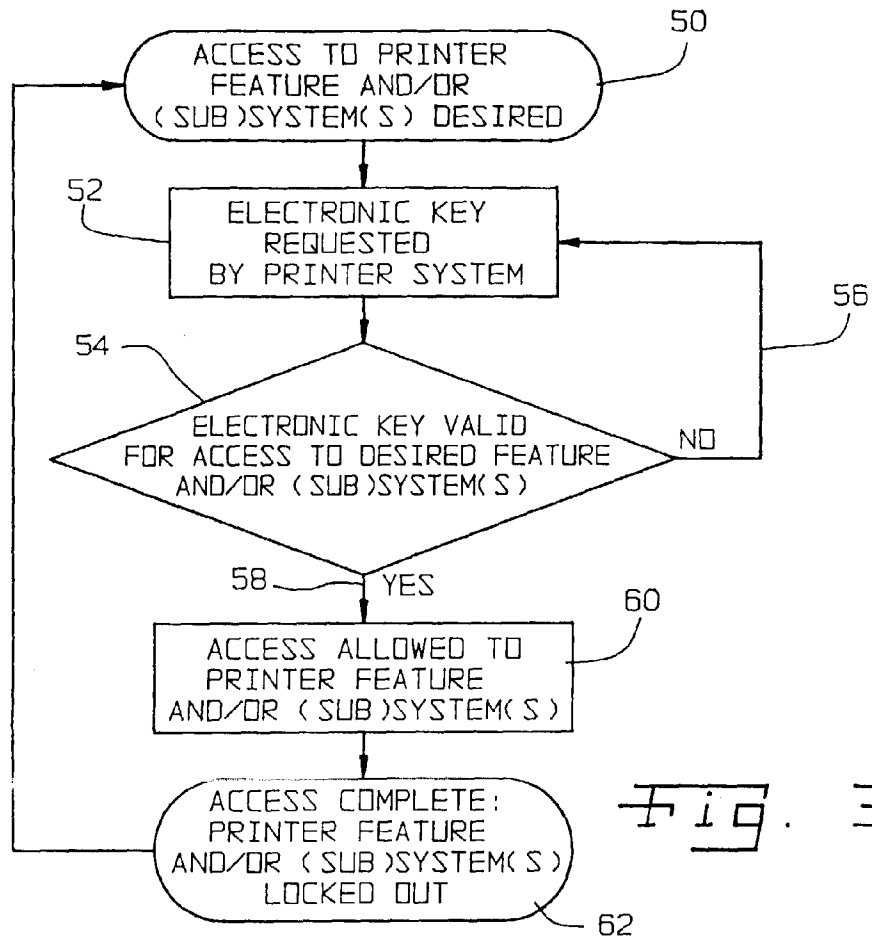 50
ACCESS TO PRINTER
FEATURE AND/OR
(SUB)SYSTEM(S) DESIRED
52
ELECTRONIC KEY
REQUESTED
BY PRINTER SYSTEM
56
54
ELECTRONIC KEY VALID
FOR ACCESS TO DESIRED FEATURE
AND/OR (SUB)SYSTEM(S)
NO
58
YES
60
ACCESS ALLOWED TO
PRINTER FEATURE
AND/OR (SUB)SYSTEM(S)
ACCESS COMPLETE:
PRINTER FEATURE
AND/OR (SUB)SYSTEM(S)
LOCKED OUT
62
Fig. 3